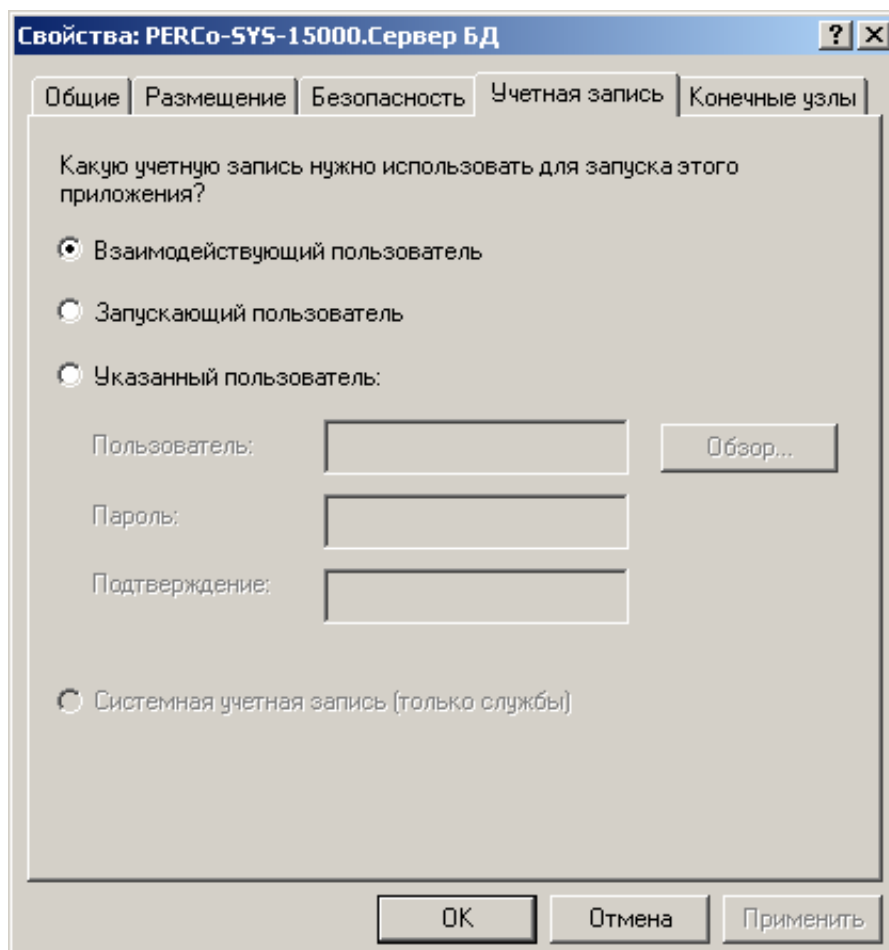 Свойства: PERCo-SYS-15000.Сервер БД
Общие Размещение Безопасность Учетная запись Конечные узлы
Какую учетную запись нужно использовать для запуска этого
приложения?
Взаимодействующий пользователь
Запускающий пользователь
Указанный пользователь:
Пользователь: Обзор...
Пароль:
Подтверждение:
Системная учетная запись (только службы)
OK Отмена Применить